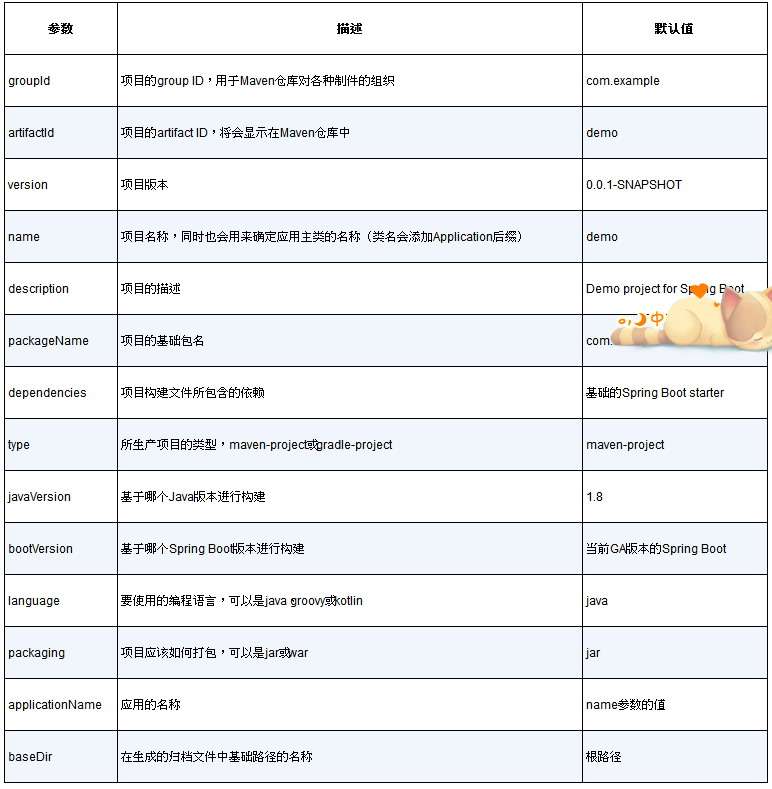 参数 描述 默认值
groupId 项目的group ID，用于Maven仓库对各种制件的组织 com.example
artifactId 项目的artifact ID，将会显示在Maven仓库中 demo
version 项目版本 0.0.1-SNAPSHOT
name 项目名称，同时也会用来确定应用主类的名称（类名会添加Application后缀） demo
description 项目的描述 Demo project for Spring Boot
中
packageName 项目的基础包名 com.
dependencies 项目构建文件所包含的依赖 基础的Spring Boot starter
type 所生产项目的类型，maven-project或gradle-project maven-project
javaVersion 基于哪个Java版本进行构建 1.8
bootVersion 基于哪个Spring Boot版本进行构建 当前GA版本的Spring Boot
language 要使用的编程语言，可以是java、groovy或kotlin java
packaging 项目应该如何打包，可以是jar或war jar
applicationName 应用的名称 name参数的值
baseDir 在生成的归档文件中基础路径的名称 根路径